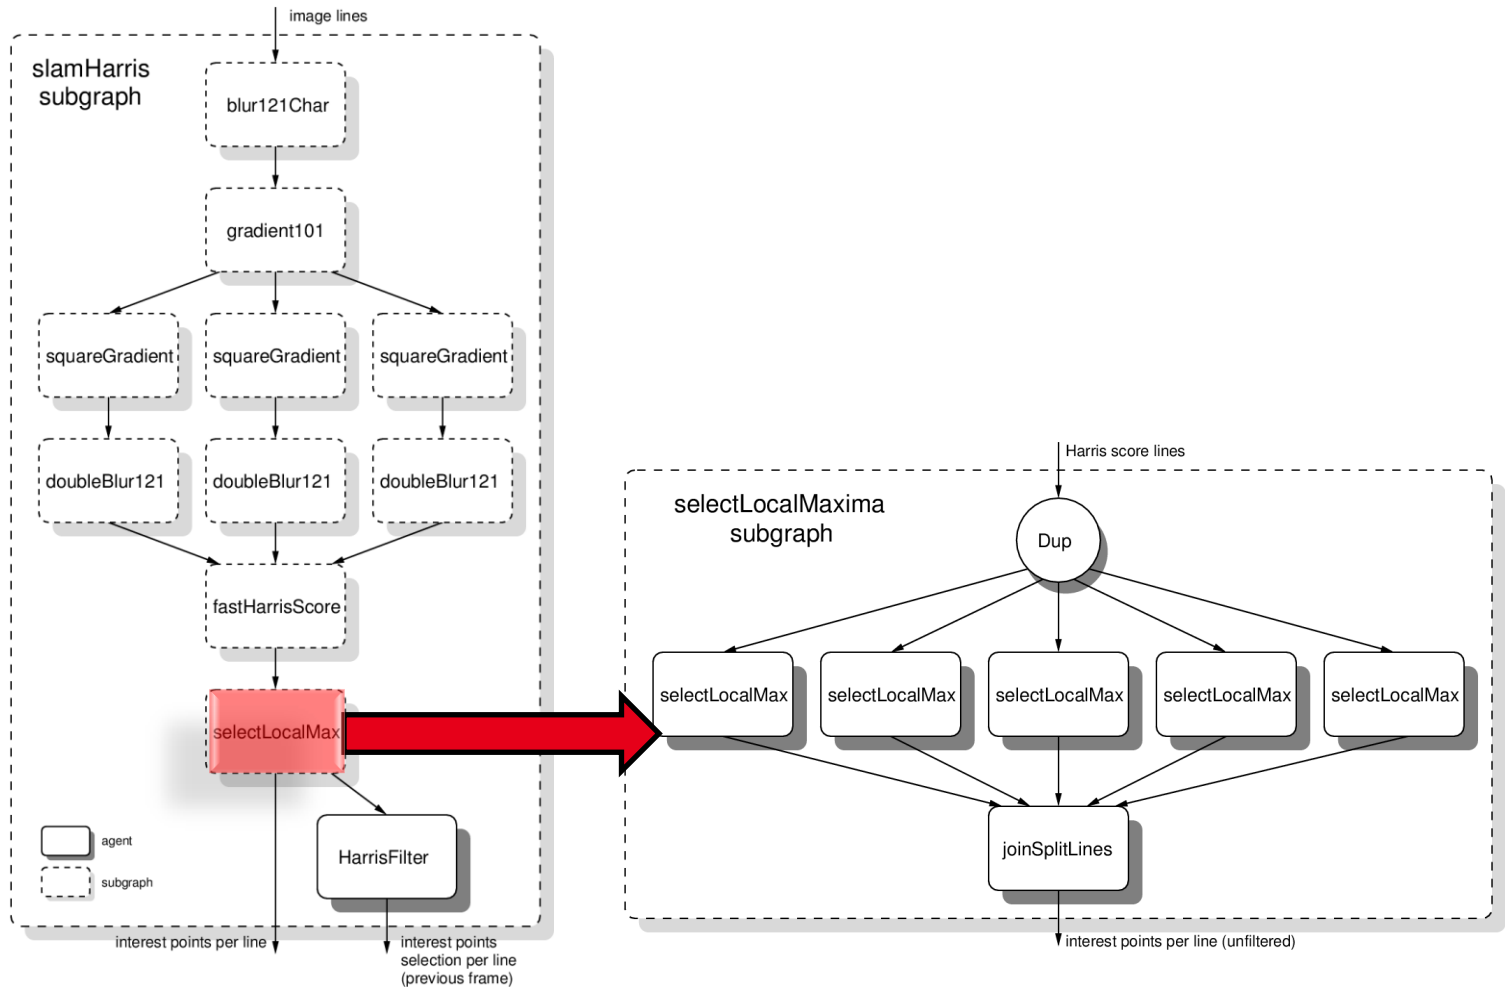 image lines
slamHarris
subgraph
blur121Char
gradient101
squareGradient
squareGradient
squareGradient
doubleBlur121
doubleBlur121
doubleBlur121
fastHarrisScore
selectLocalMax
HarrisFilter
agent
subgraph
interest points per line
interest points
selection per line
(previous frame)
Harris score lines
selectLocalMaxima
subgraph
Dup
selectLocalMax
selectLocalMax
selectLocalMax
selectLocalMax
selectLocalMax
joinSplitLines
interest points per line (unfiltered)